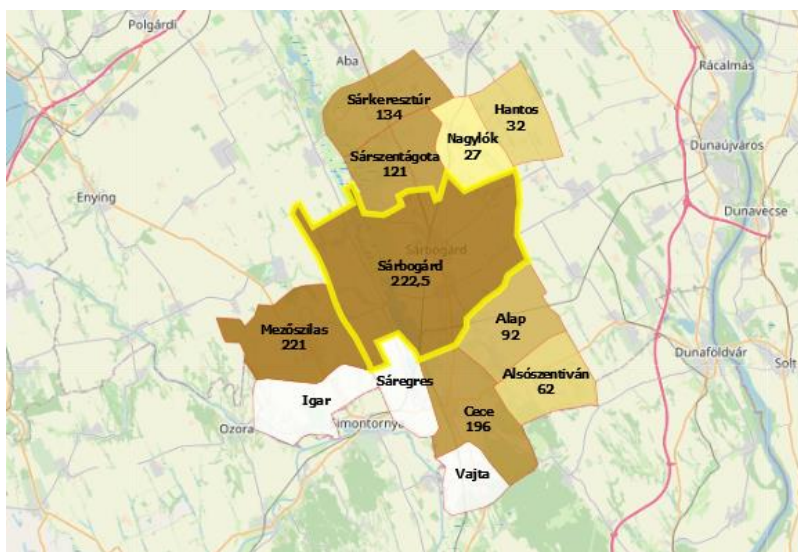 Polgárdi
Aba
Rácalmás
Sárkeresztúr
134
Hantos
32
Nagylók
27
Dunaújváros
Sárszentágota
121
Enying
Dunavecse
Sárbogárd
Sárbogárd
222,5
Mezőszilas
221
Alap
92
Dunaföldvár
Solt
Sáregres
Alsószentiván
62
Igar
Cece
196
Ozora
Simontornya
Vajta